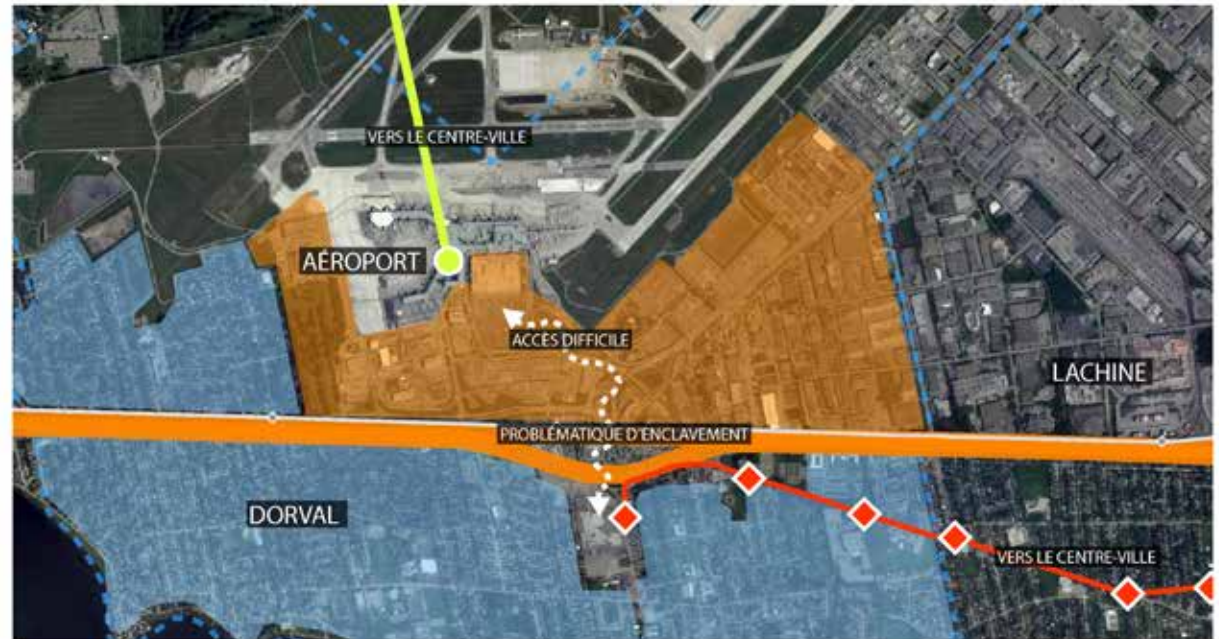 VERS LE CENTRE-VILLE
AÉROPORT
ACCÈS DIFFICILE
LACHINE
PROBLÉMATIQUE D'ENCLAVEMENT
DORVAL
VERS LE CENTRE-VILLE